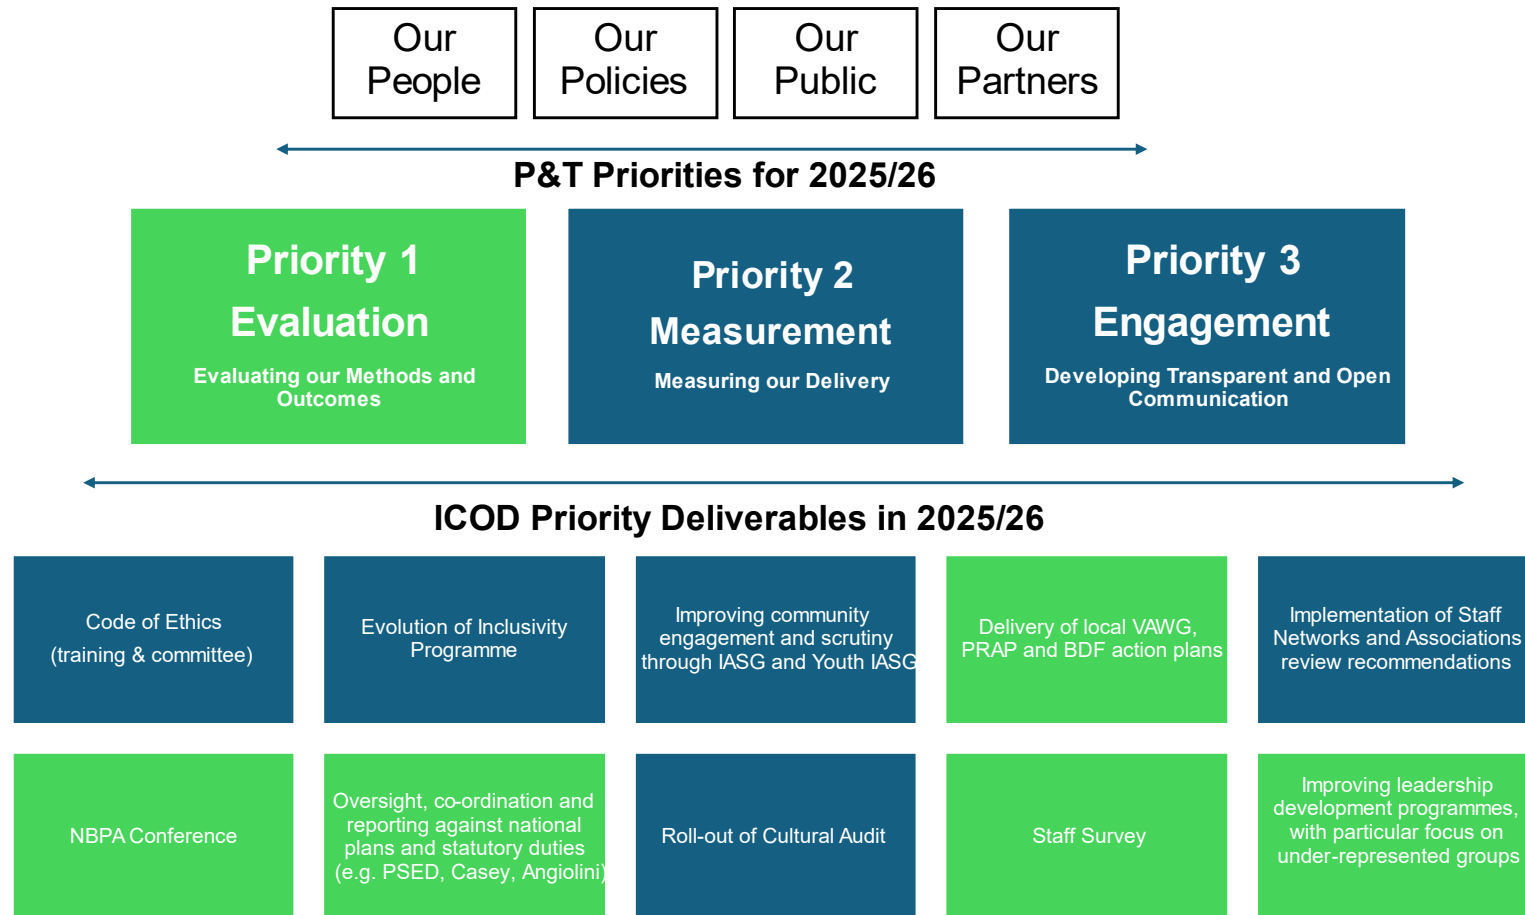 Our
People
Our
Policies
Our
Public
Our
Partners
P&T Priorities for 2025/26
Priority 1
Evaluation
Evaluating our Methods and
Outcomes
Priority 2
Measurement
Measuring our Delivery
Priority 3
Engagement
Developing Transparent and Open
Communication
ICOD Priority Deliverables in 2025/26
Code of Ethics
(training & committee)
Evolution of Inclusivity
Programme
Improving community
engagement and scrutiny
through IASG and Youth IASG
Delivery of local VAWG,
PRAP and BDF action plans
Implementation of Staff
Networks and Associations
review recommendations
NBPA Conference
Oversight, co-ordination and
reporting against national
plans and statutory duties
(e.g. PSED, Casey, Angiolini)
Roll-out of Cultural Audit
Staff Survey
Improving leadership
development programmes,
with particular focus on
under-represented groups